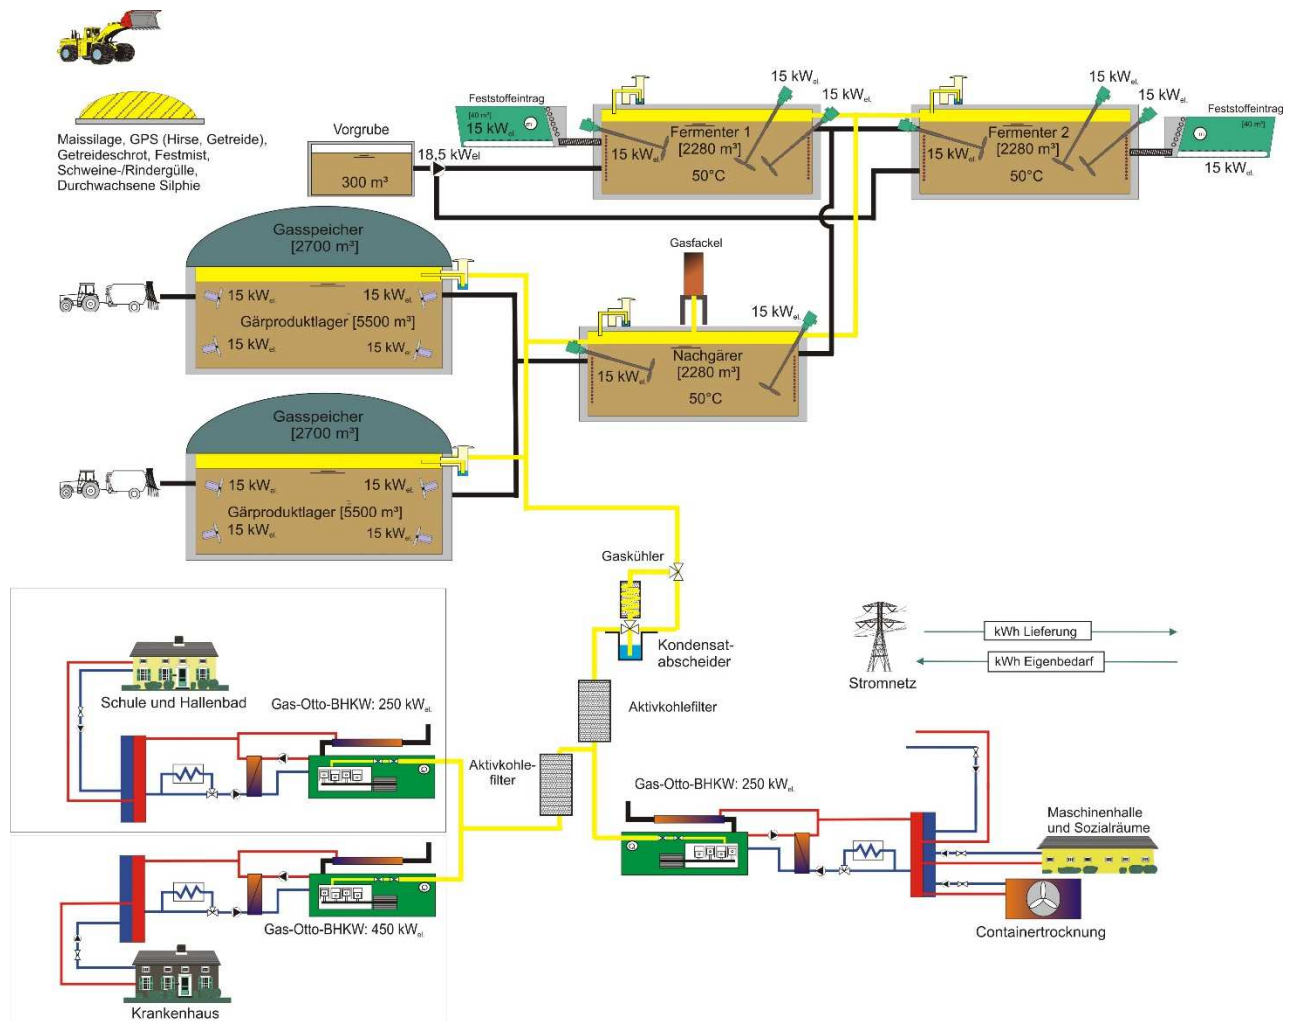 Maissilage, GPS (Hirse, Getreide),
Getreideschrot, Festmist,
Schweine-/Rindergülle,
Durchwachsene Silphie
Vorgrube
300 m³
18,5 kWel
Feststoffeintrag
[40 m³]
15 kWel
15 kWel.
15 kWel.
15 kWel.
Fermenter 1
[2280 m³]
50°C
15 kWel.
15 kWel.
15 kWel.
Fermenter 2
[2280 m³]
50°C
Feststoffeintrag
[40 m³]
15 kWel.
Gasspeicher
[2700 m³]
15 kWel.
15 kWel.
Gärproduktlager [5500 m³]
15 kWel.
15 kWel.
Gasfackel
15 kWel.
Nachgärer
[2280 m³]
15 kWel.
50°C
Gasspeicher
[2700 m³]
15 kWel.
15 kWel.
Gärproduktlager [5500 m³]
15 kWel.
15 kWel.
Gaskühler
Kondensat-
abscheider
Aktivkohlefilter
Aktivkohle-
filter
Stromnetz
kWh Lieferung
kWh Eigenbedarf
Schule und Hallenbad
Gas-Otto-BHKW: 250 kWel.
Gas-Otto-BHKW: 450 kWel.
Krankenhaus
Gas-Otto-BHKW: 250 kWel.
Maschinenhalle
und Sozialräume
Containertrocknung